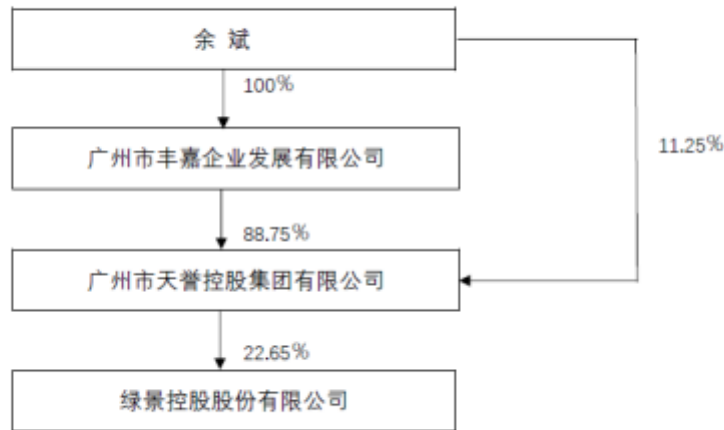 余 斌
100%
广州市丰嘉企业发展有限公司
11.25%
88.75%
广州市天誉控股集团有限公司
22.65%
绿景控股股份有限公司